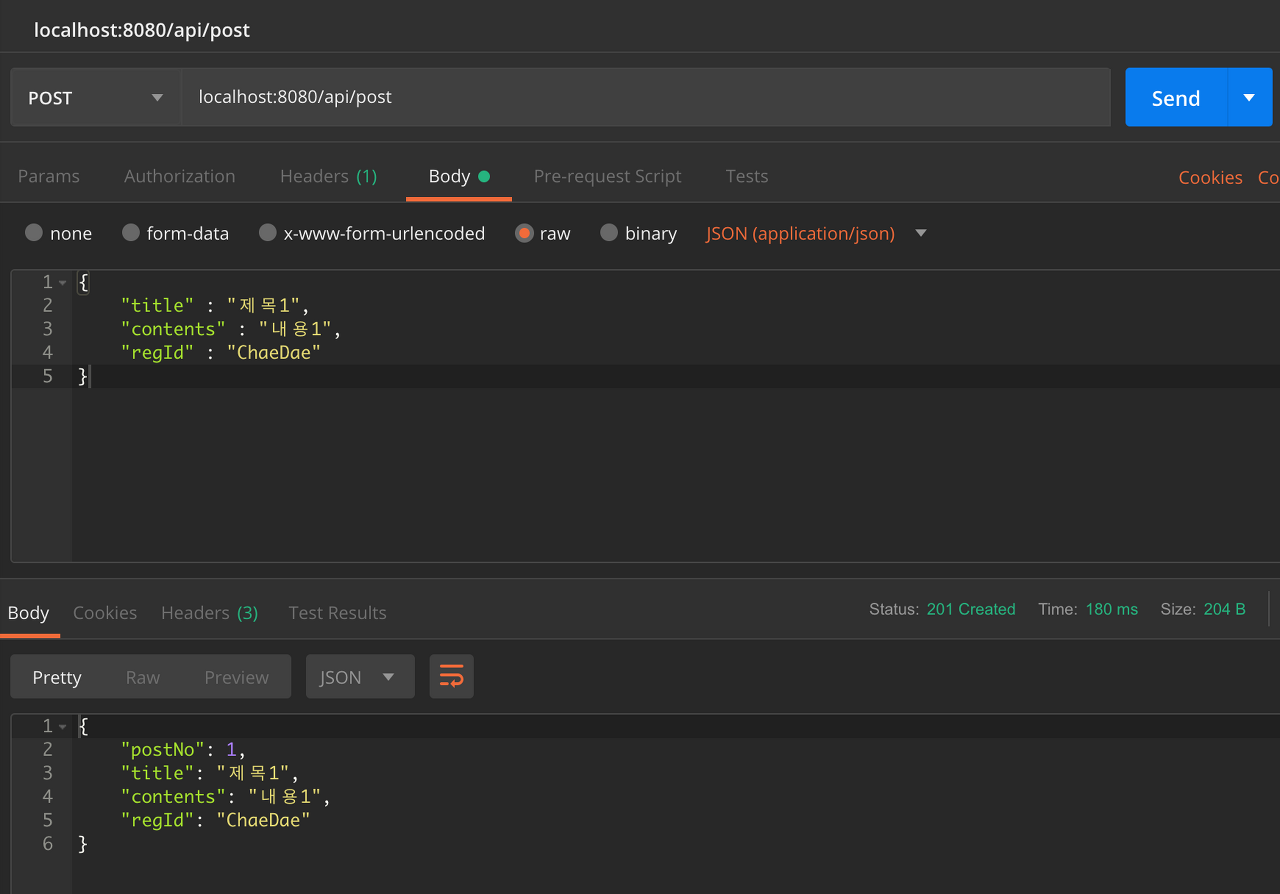 localhost:8080/api/post
POST localhost:8080/api/post Send
Params Authorization Headers (1) Body Pre-request Script Tests Cookies Co
none form-data x-www-form-urlencoded raw binary JSON (application/json)
1 {
2 "title" : "제목1",
3 "contents" : "내용1",
4 "regId" : "ChaeDae"
5 }
Body Cookies Headers (3) Test Results Status: 201 Created Time: 180 ms Size: 204 B
Pretty Raw Preview JSON
1 {
2 "postNo": 1,
3 "title": "제목1",
4 "contents": "내용1",
5 "regId": "ChaeDae"
6 }